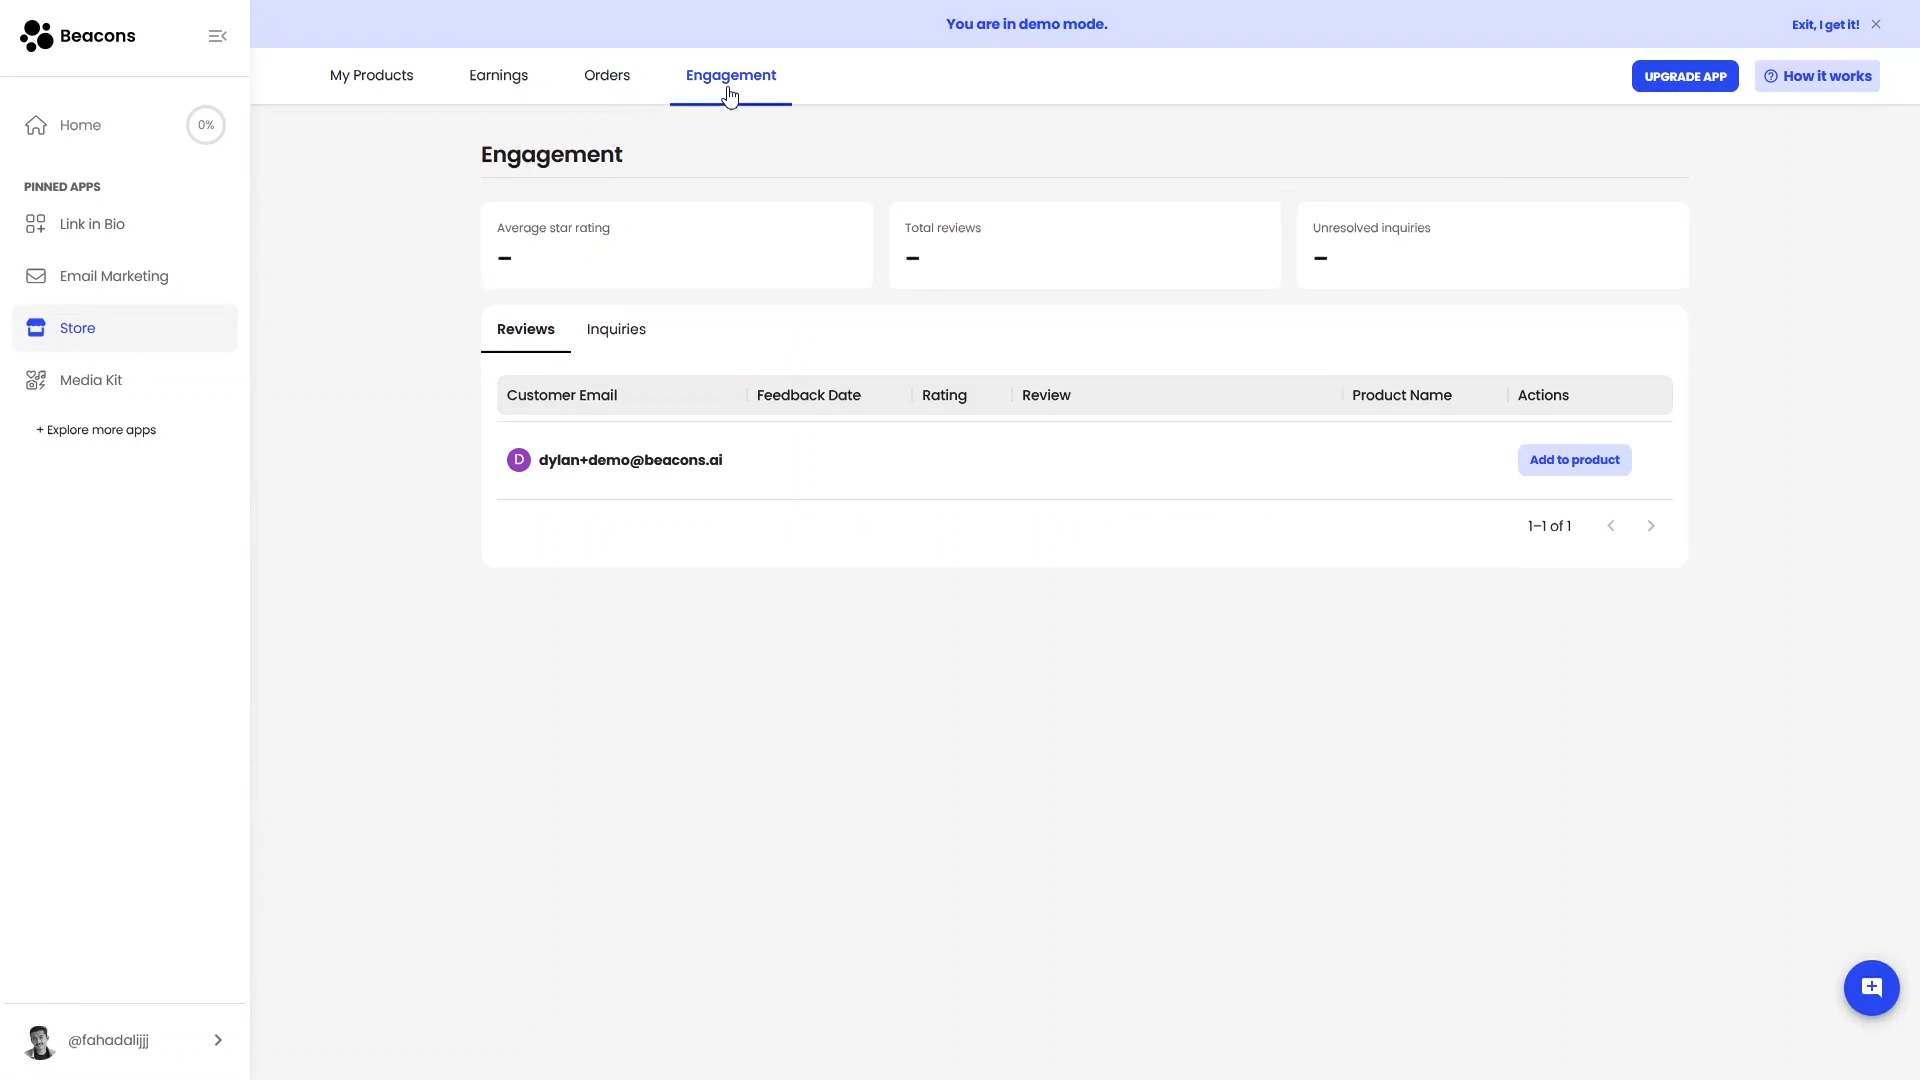 Beacons
You are in demo mode.
Exit, I get it!
My Products
Earnings
Orders
Engagement
UPGRADE APP
How it works
Home
0%
PINNED APPS
Link in Bio
Email Marketing
Store
Media Kit
+ Explore more apps
@fahadalijjj
Engagement
Average star rating
–
Total reviews
–
Unresolved inquiries
–
Reviews
Inquiries
Customer Email
Feedback Date
Rating
Review
Product Name
Actions
D
dylan+demo@beacons.ai
Add to product
1–1 of 1